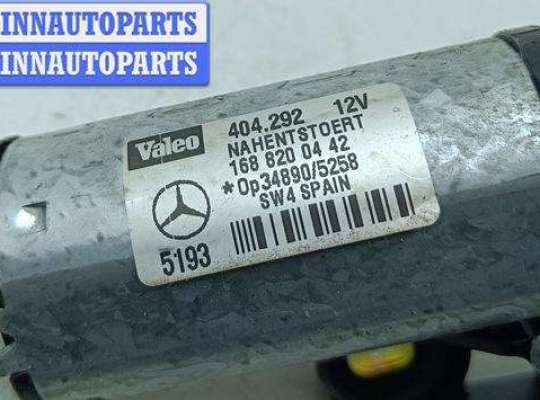 INNAUTOPARTS
INNAUTOPARTS
Valeo
404.292 12V
NAHENTSTOERT
168 820 04 42
*Op34890/5258
SW4 SPAIN
5193